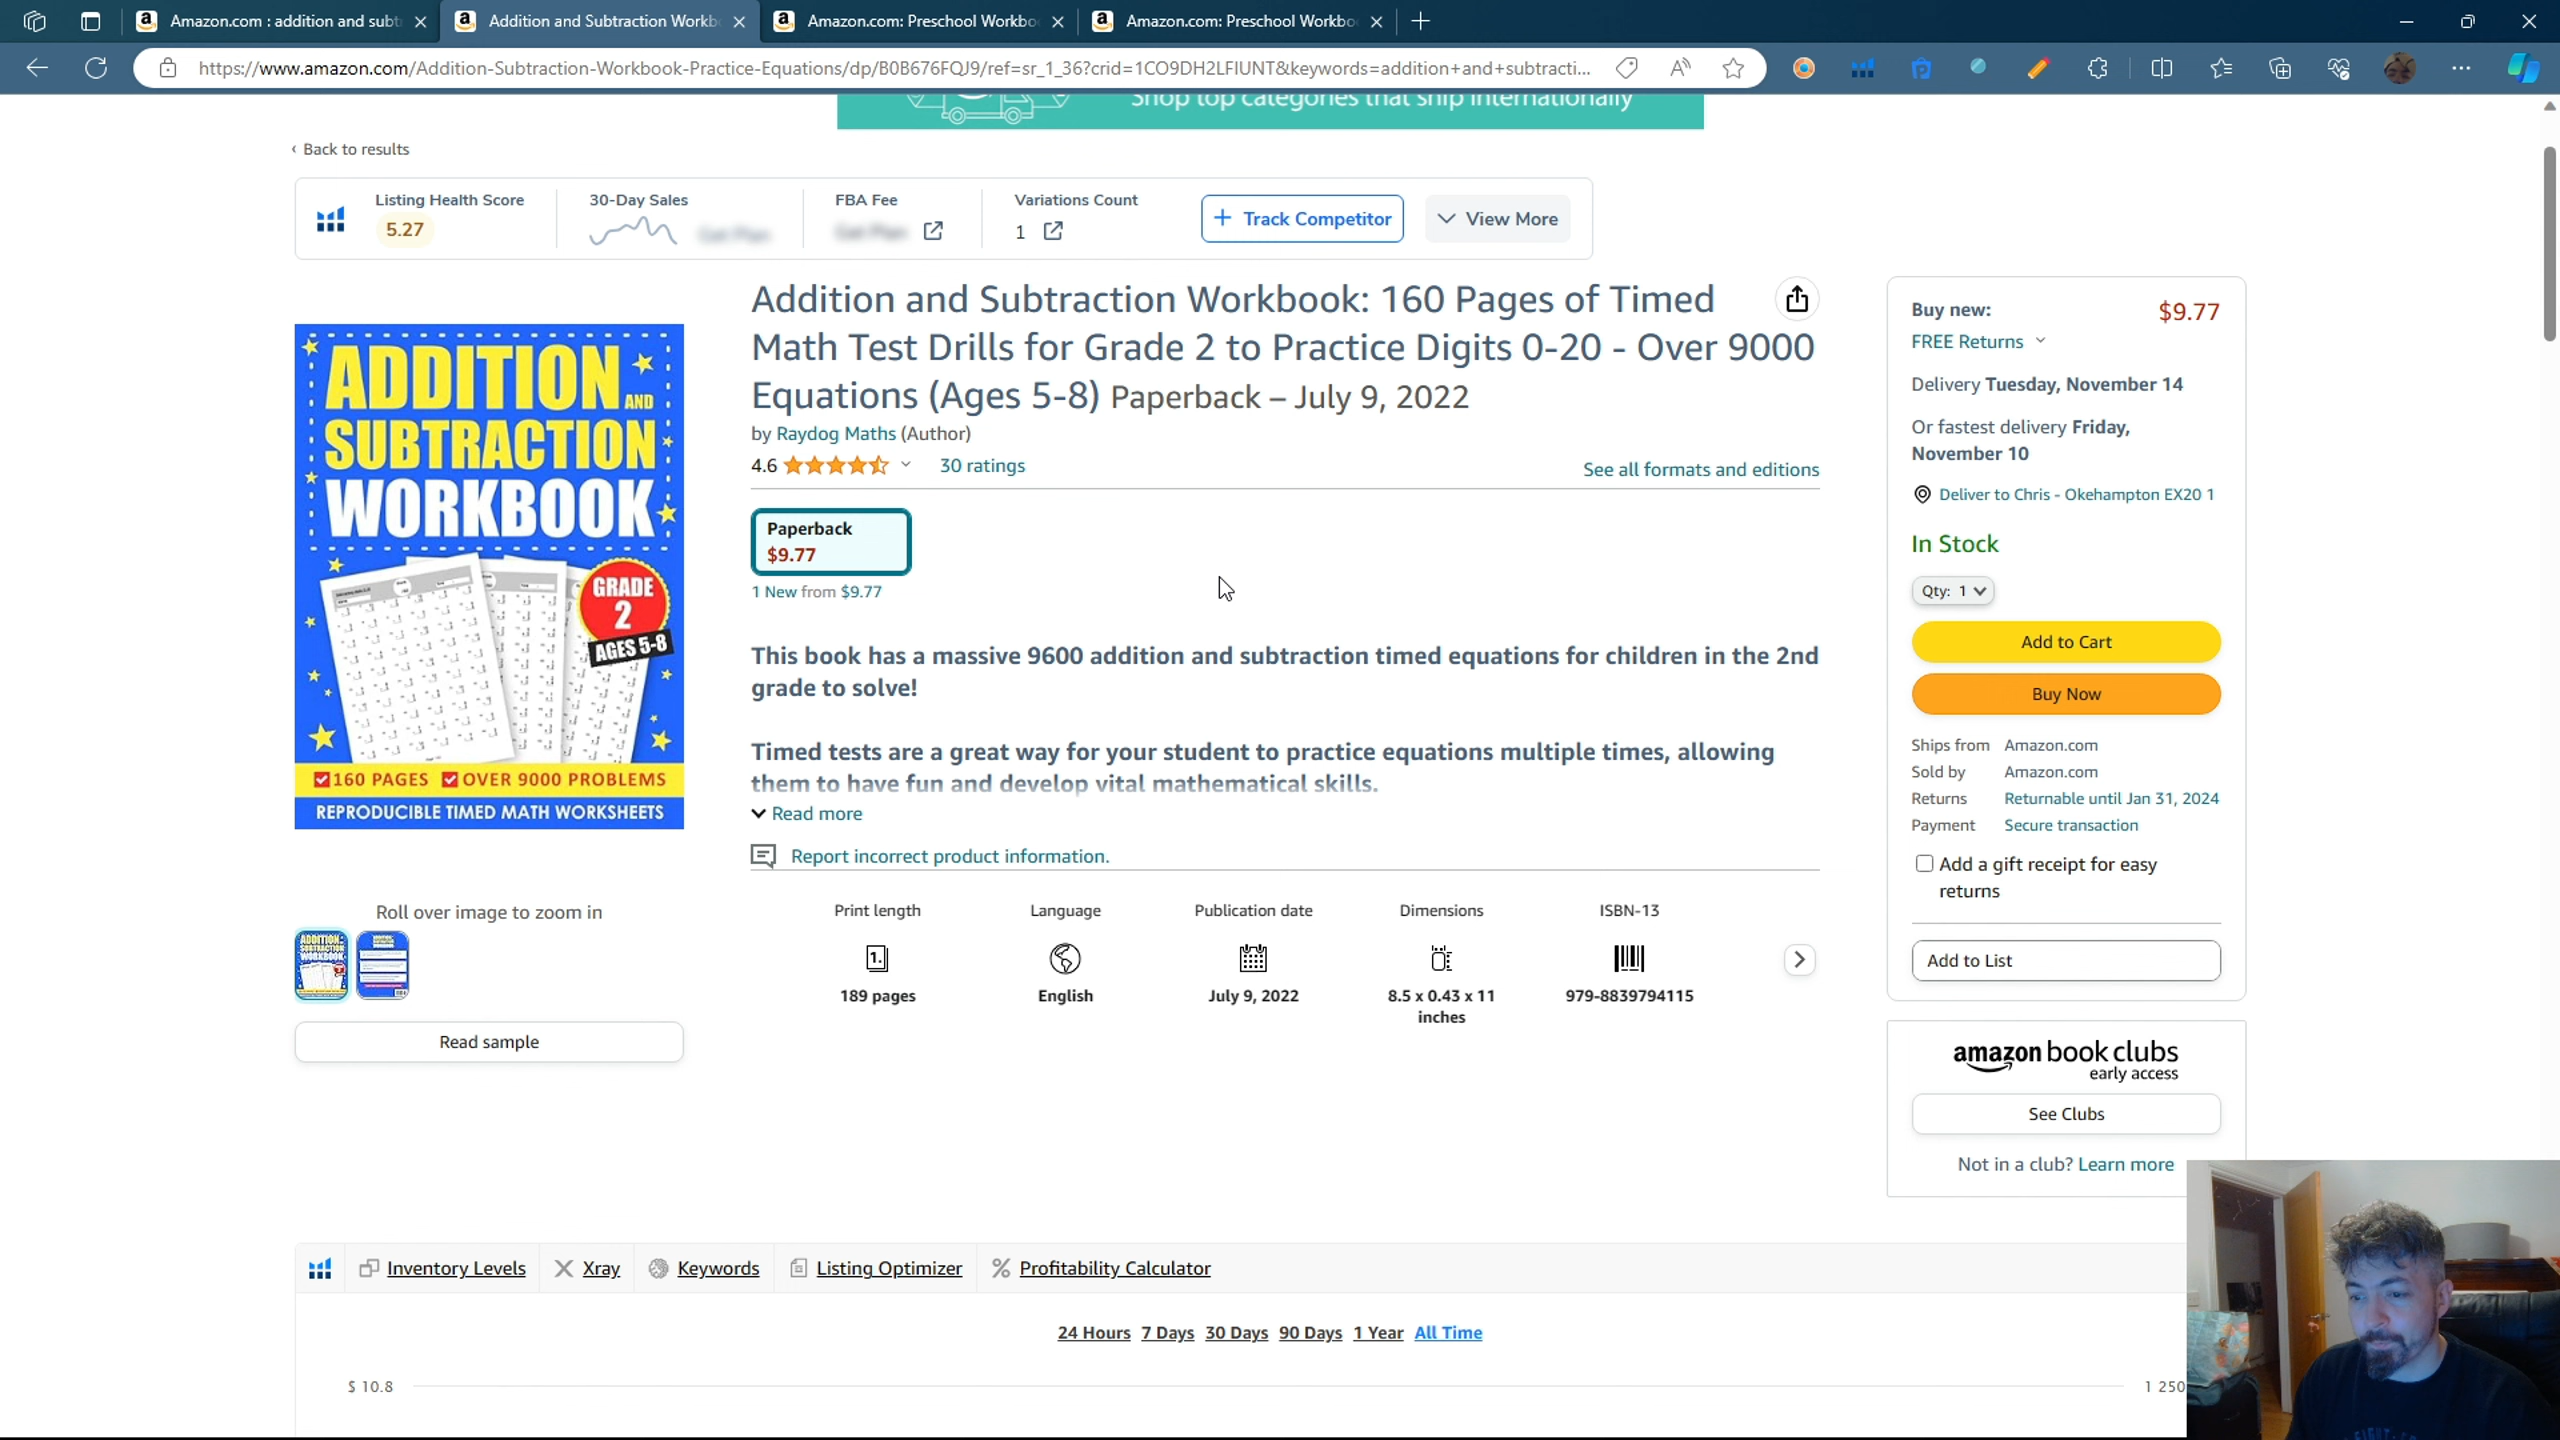 Amazon.com : addition and subt
Addition and Subtraction Workb
Amazon.com: Preschool Workbo
Amazon.com: Preschool Workbo
https://www.amazon.com/Addition-Subtraction-Workbook-Practice-Equations/dp/B0B676FQJ9/ref=sr_1_36?crid=1CO9DH2LFIUNT&keywords=addition+and+subtracti...
Shop top categories that ship internationally
‹ Back to results
Listing Health Score
5.27
30-Day Sales
Get Plan
FBA Fee
Get Plan
Variations Count
1
+ Track Competitor
View More
ADDITION
AND
SUBTRACTION
WORKBOOK
GRADE
2
AGES 5-8
160 PAGES OVER 9000 PROBLEMS
REPRODUCIBLE TIMED MATH WORKSHEETS
Roll over image to zoom in
Read sample
Addition and Subtraction Workbook: 160 Pages of Timed
Math Test Drills for Grade 2 to Practice Digits 0-20 - Over 9000
Equations (Ages 5-8) Paperback – July 9, 2022
by Raydog Maths (Author)
4.6
30 ratings
See all formats and editions
Paperback
$9.77
1 New from $9.77
This book has a massive 9600 addition and subtraction timed equations for children in the 2nd
grade to solve!
Timed tests are a great way for your student to practice equations multiple times, allowing
them to have fun and develop vital mathematical skills.
Read more
Report incorrect product information.
Print length
189 pages
Language
English
Publication date
July 9, 2022
Dimensions
8.5 x 0.43 x 11
inches
ISBN-13
979-8839794115
Buy new:
$9.77
FREE Returns
Delivery Tuesday, November 14
Or fastest delivery Friday,
November 10
Deliver to Chris - Okehampton EX20 1
In Stock
Qty: 1
Add to Cart
Buy Now
Ships from Amazon.com
Sold by Amazon.com
Returns Returnable until Jan 31, 2024
Payment Secure transaction
Add a gift receipt for easy
returns
Add to List
amazon book clubs
early access
See Clubs
Not in a club? Learn more
Inventory Levels
Xray
Keywords
Listing Optimizer
Profitability Calculator
24 Hours 7 Days 30 Days 90 Days 1 Year All Time
$ 10.8
1 250